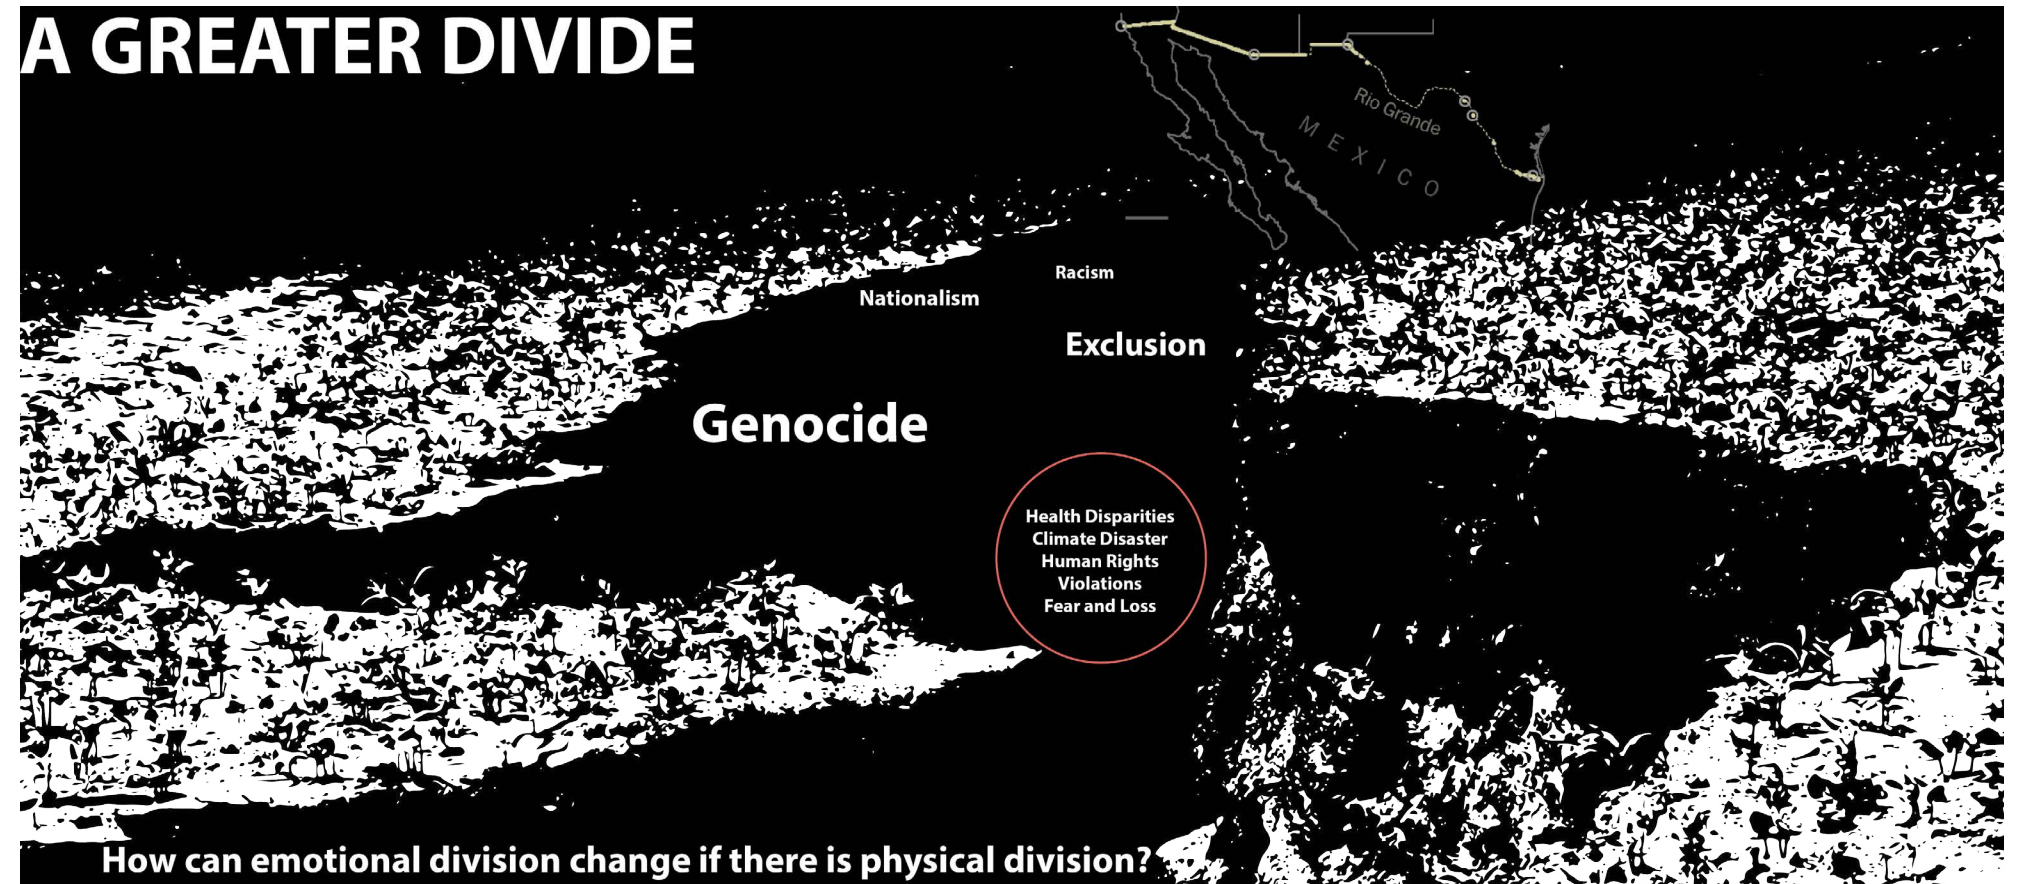 A GREATER DIVIDE
Rio Grande
MEXICO
Racism
Nationalism
Exclusion
Genocide
Health Disparities
Climate Disaster
Human Rights
Violations
Fear and Loss
How can emotional division change if there is physical division?